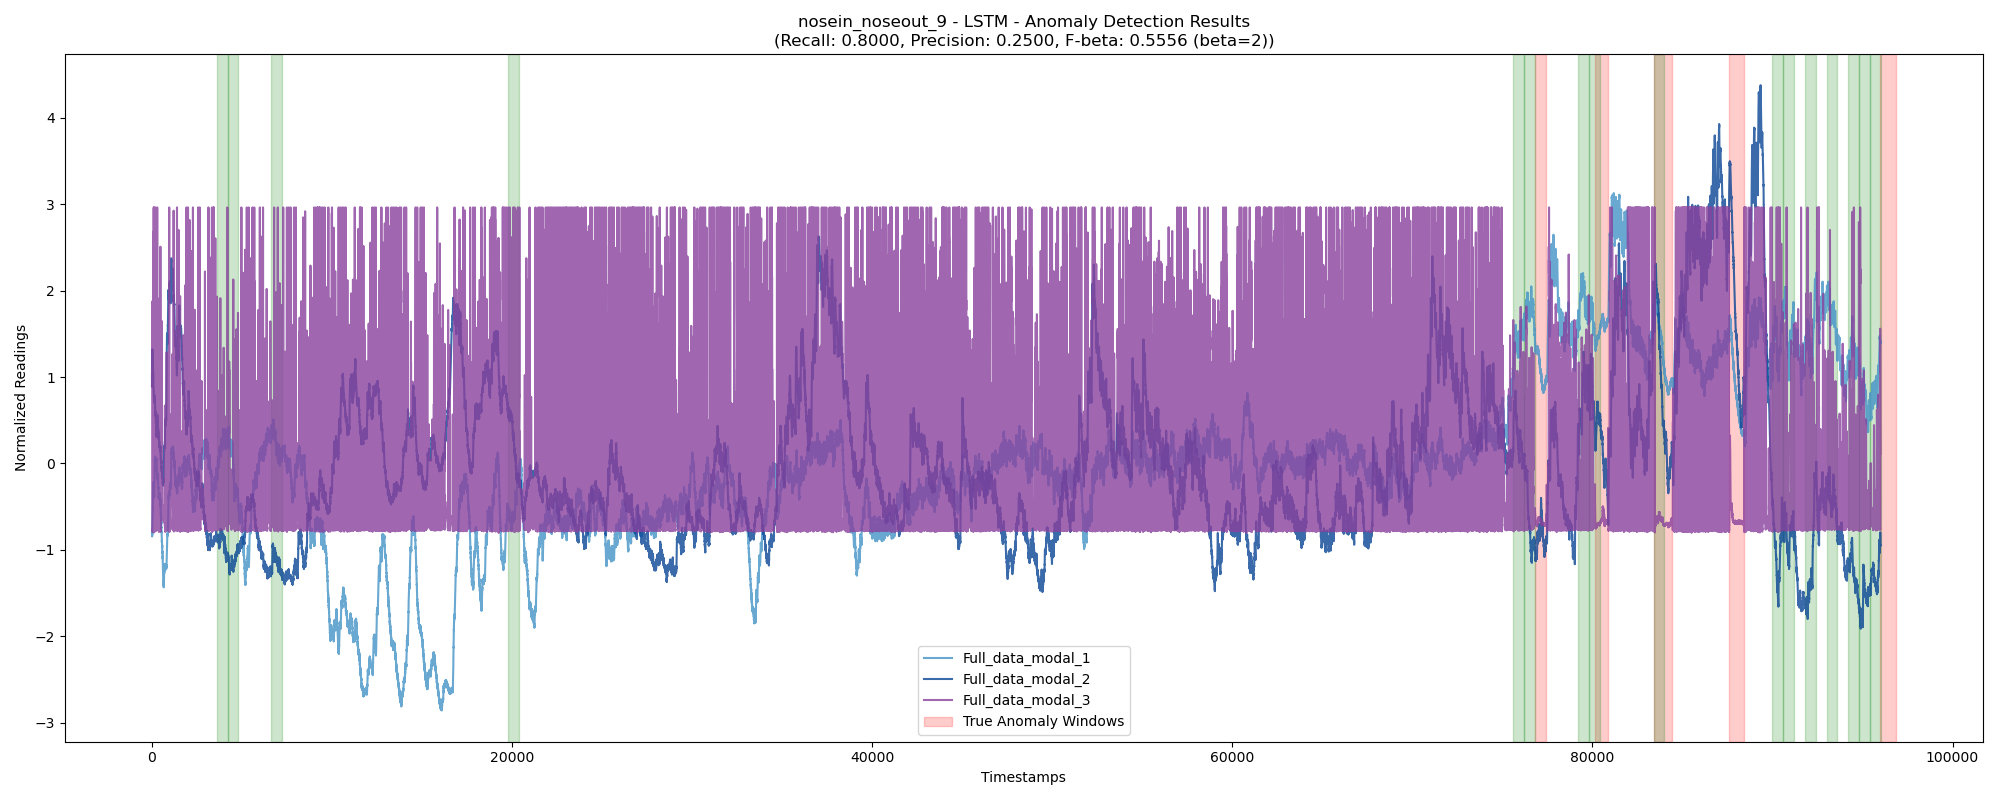 nosein_noseout_9 - LSTM - Anomaly Detection Results
(Recall: 0.8000, Precision: 0.2500, F-beta: 0.5556 (beta=2))
Normalized Readings
4
3
2
1
0
−1
−2
−3
Full_data_modal_1
Full_data_modal_2
Full_data_modal_3
True Anomaly Windows
0 20000 40000 60000 80000 100000
Timestamps